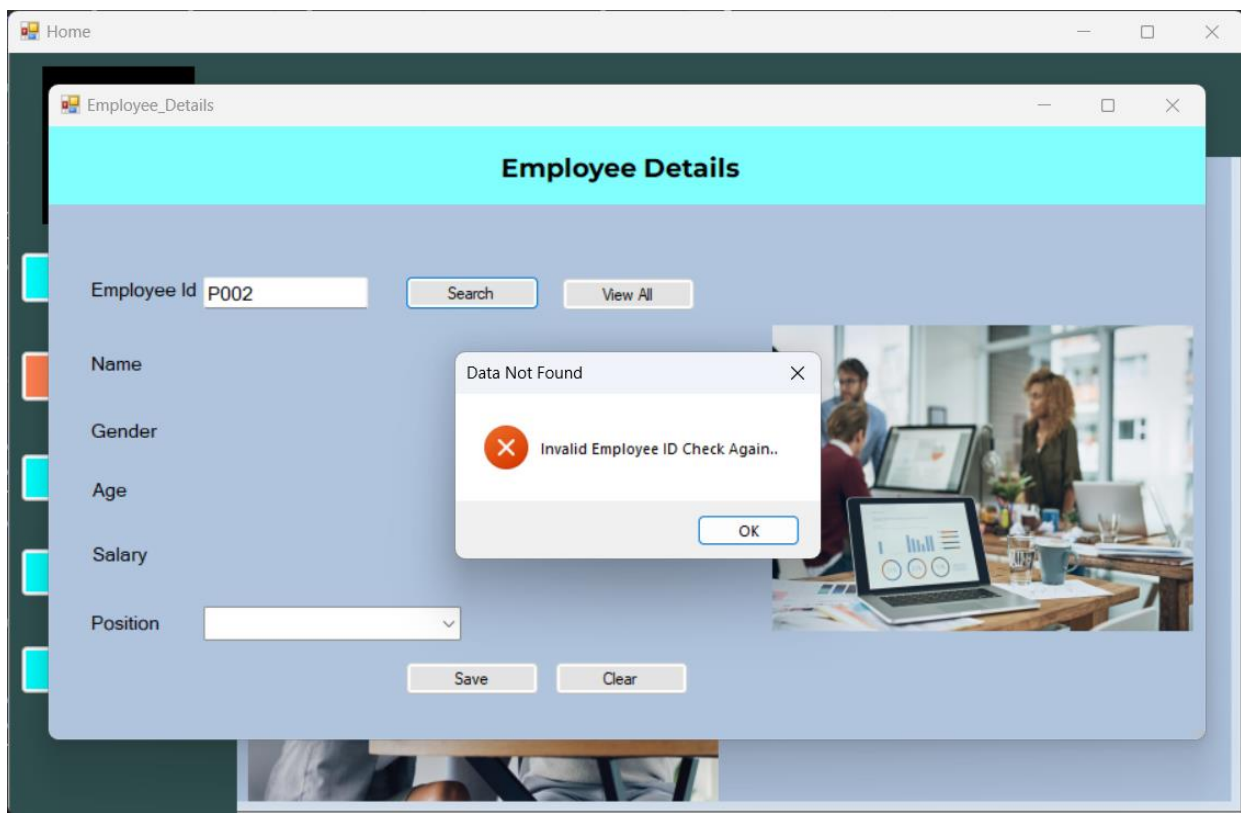 Home
Employee_Details
Employee Details
Employee Id P002 Search View All
Name
Data Not Found
Gender
Invalid Employee ID Check Again..
Age
OK
Salary
Position
Save Clear